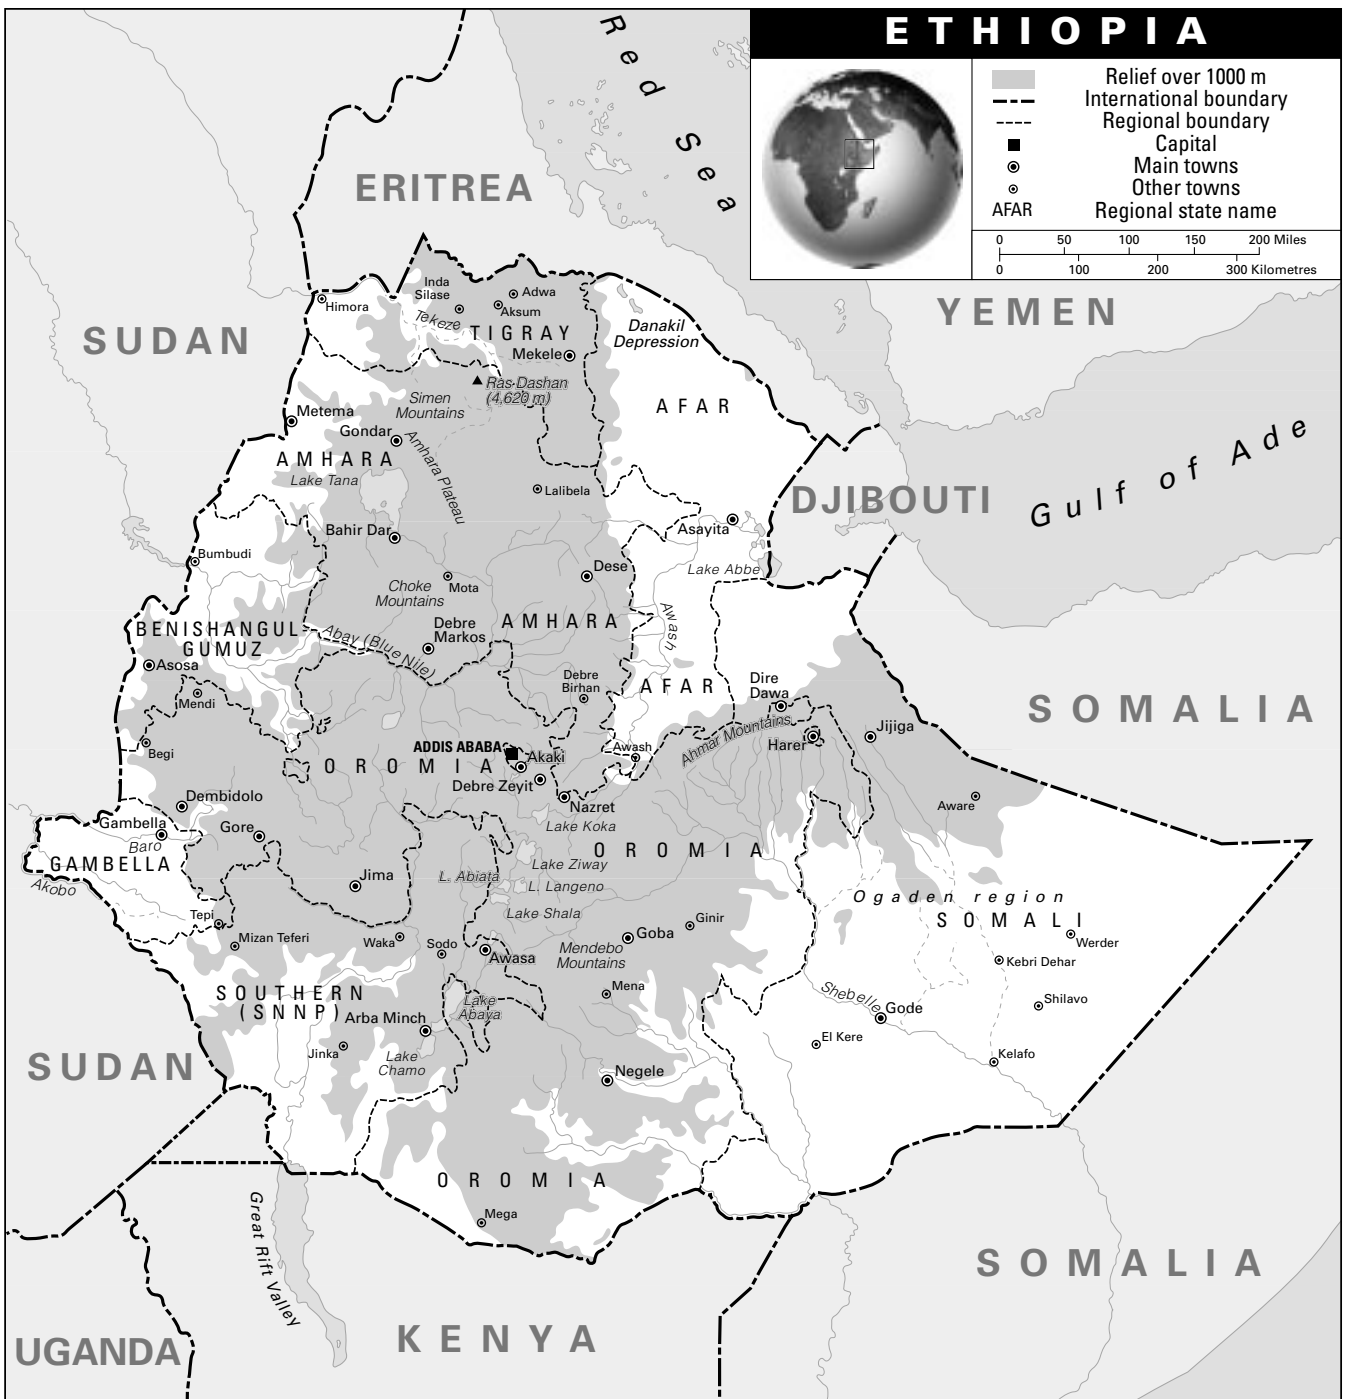 ETHIOPIA
Relief over 1000 m
International boundary
Regional boundary
Capital
Main towns
Other towns
AFAR Regional state name
0 50 100 150 200 Miles
0 100 200 300 Kilometres
Red Sea
ERITREA
SUDAN
YEMEN
Himora
Inda
Silase
Adwa
Aksum
Tekeze
TIGRAY
Mekele
Danakil
Depression
Ras Dashan
(4,620 m)
Simen
Mountains
AFAR
Metema
Gondar
AMHARA
Lake Tana
Amhara Plateau
Lalibela
DJIBOUTI
Gulf of Ade
Bahir Dar
Asayita
Bumbudi
Lake Abbe
Dese
Choke
Mountains
Mota
AMHARA
Awash
BENISHANGUL
GUMUZ
Abay (Blue Nile)
Debre
Markos
Asosa
Mendi
Debre
Birhan
AFAR
Dire
Dawa
SOMALIA
Begi
ADDIS ABABA
Akaki
Awash
Ahmar Mountains
Harer
Jijiga
OROMIA
Debre Zeyit
Nazret
Aware
Dembidolo
Gambella
Gore
Lake Koka
Baro
GAMBELLA
OROMIA
Akobo
Jima
L. Abiata
Lake Ziway
L. Langeno
Lake Shala
Ogaden region
SOMALI
Tepi
Mizan Teferi
Waka
Sodo
Awasa
Ginir
Goba
Mendebo
Mountains
Werder
Kebri Dehar
SOUTHERN
(SNNP)
Mena
Lake
Abaya
Arba Minch
Shebelle
Gode
Shilavo
Jinka
Lake
Chamo
El Kere
Kelafo
SUDAN
Negele
OROMIA
Mega
Great Rift Valley
SOMALIA
UGANDA
KENYA